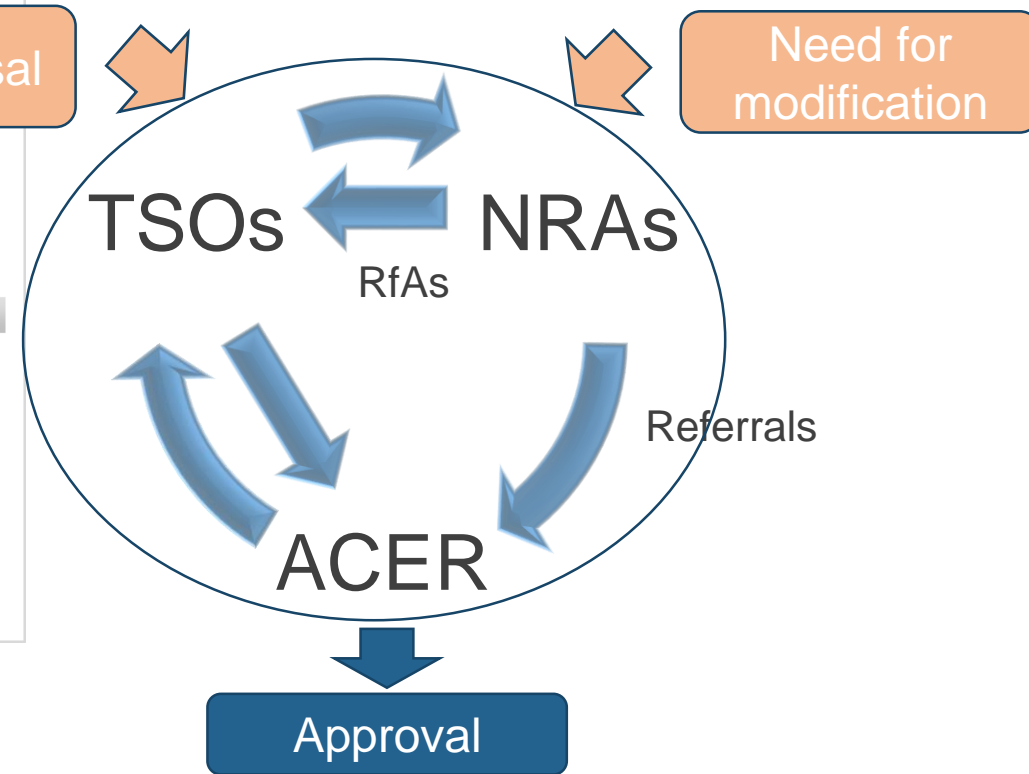 sal
Need for
modification
TSOs
NRAs
RfAs
Referrals
ACER
Approval